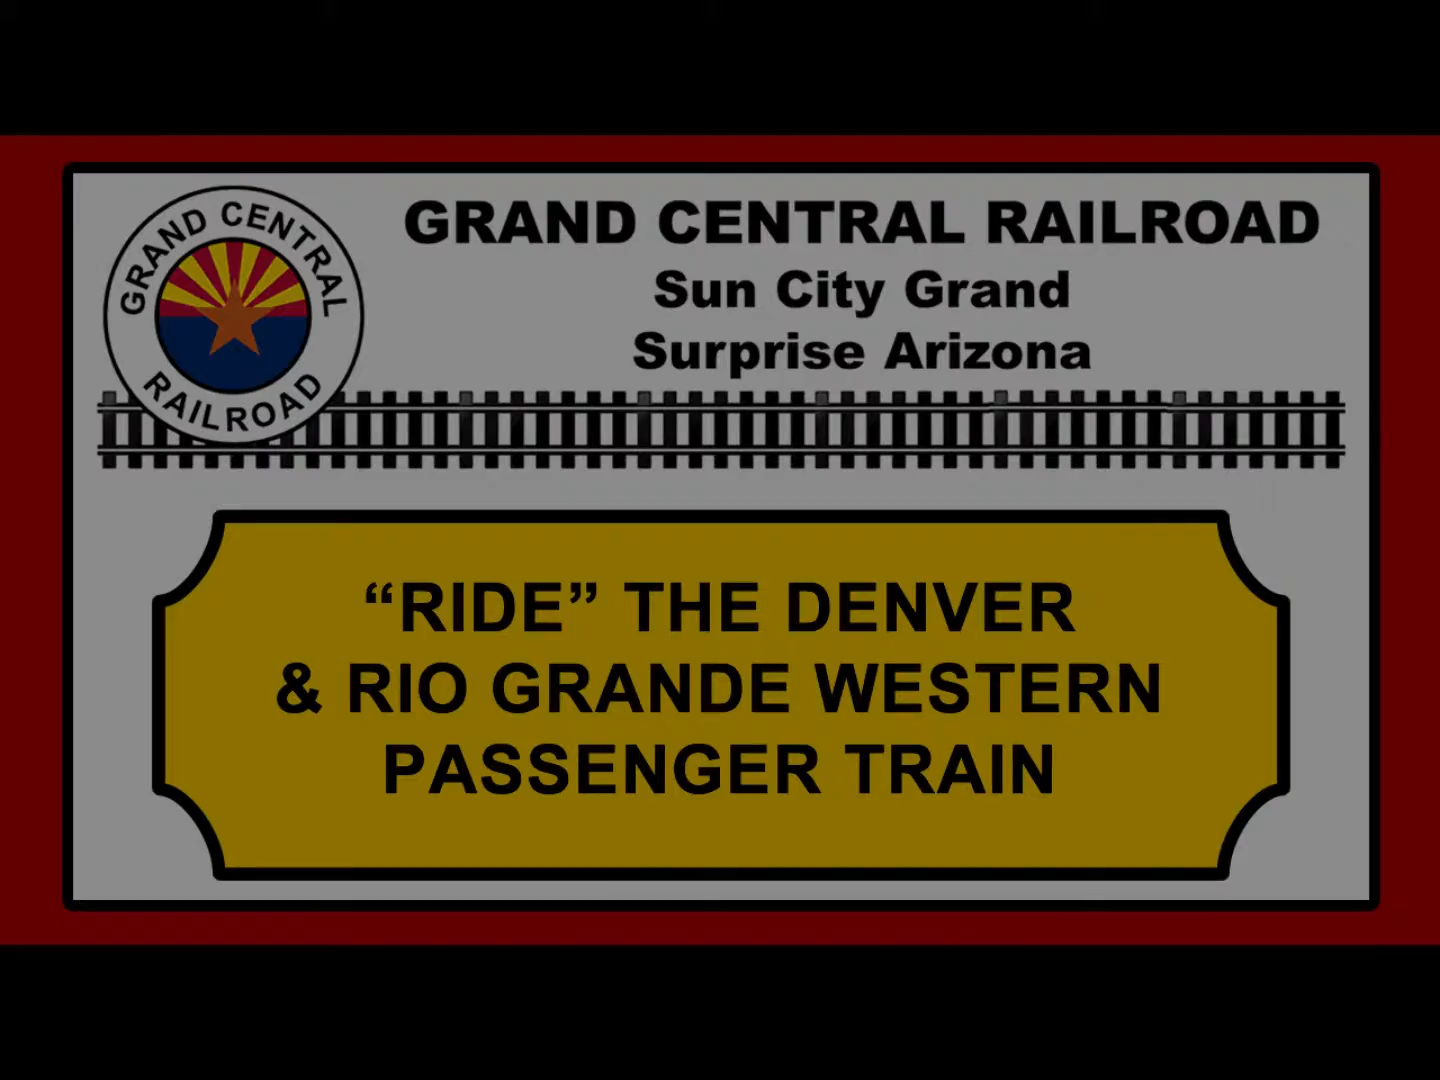 GRAND CENTRAL
RAILROAD
GRAND CENTRAL RAILROAD
Sun City Grand
Surprise Arizona
“RIDE” THE DENVER
& RIO GRANDE WESTERN
PASSENGER TRAIN